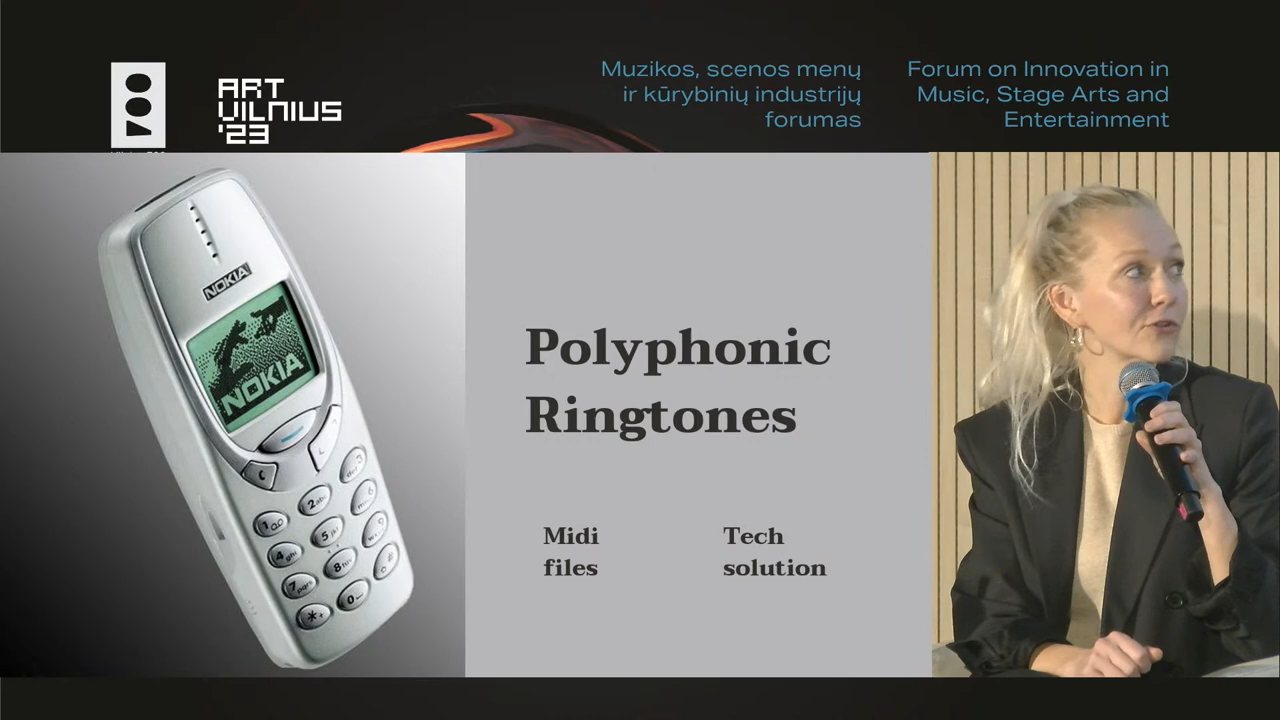 ART
VILNIUS
'23
Muzikos, scenos menų
ir kūrybinių industrijų
forumas
Forum on Innovation in
Music, Stage Arts and
Entertainment
NOKIA
NOKIA
Polyphonic
Ringtones
Midi
files
Tech
solution